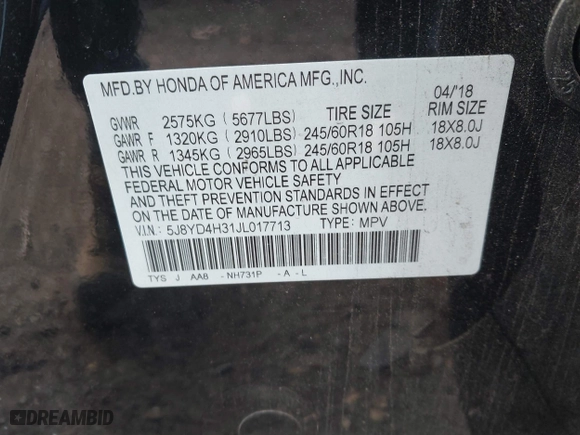 MFD.BY HONDA OF AMERICA MFG.,INC. 04/'18
GVWR 2575KG ( 5677LBS) TIRE SIZE RIM SIZE
GAWR F 1320KG ( 2910LBS) 245/60R18 105H 18X8.0J
GAWR R 1345KG ( 2965LBS) 245/60R18 105H 18X8.0J
THIS VEHICLE CONFORMS TO ALL APPLICABLE
FEDERAL MOTOR VEHICLE SAFETY
AND THEFT PREVENTION STANDARDS IN EFFECT
ON THE DATE OF MANUFACTURE SHOWN ABOVE.
V.I.N: 5J8YD4H31JL017713 TYPE: MPV
TYS J AAB - NH731P - A - L
DREAMBID